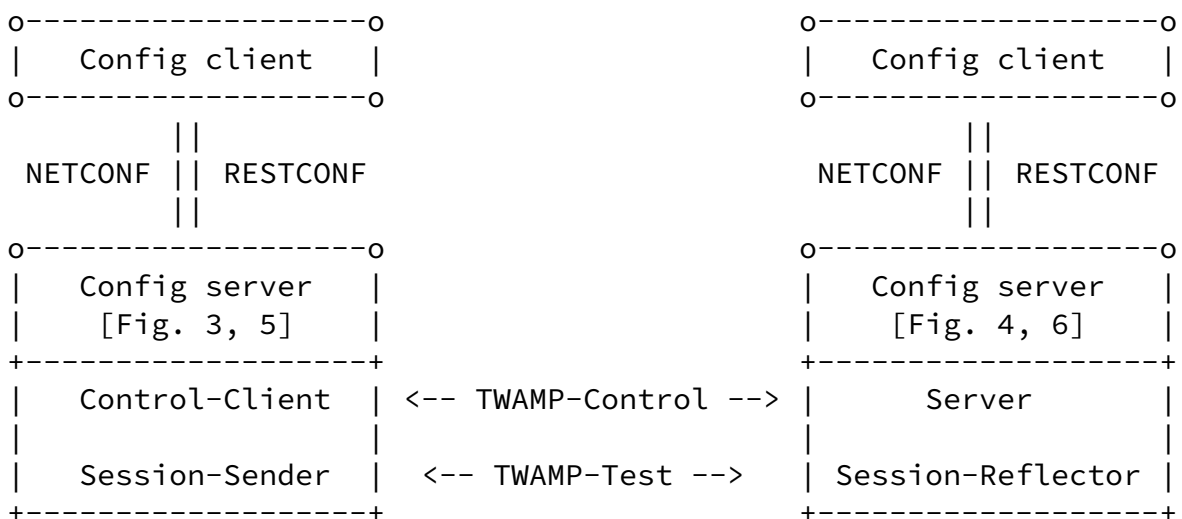 o-------------------o                        o-------------------o
|   Config client   |                        |   Config client   |
o-------------------o                        o-------------------o
         ||                                           ||
 NETCONF || RESTCONF                          NETCONF || RESTCONF
         ||                                           ||
o-------------------o                        o-------------------o
|   Config server   |                        |   Config server   |
|    [Fig. 3, 5]    |                        |    [Fig. 4, 6]    |
+-------------------+                        +-------------------+
|   Control-Client  | <-- TWAMP-Control --> |      Server       |
|                   |                        |                   |
|   Session-Sender  |  <-- TWAMP-Test -->    | Session-Reflector |
+-------------------+                        +-------------------+